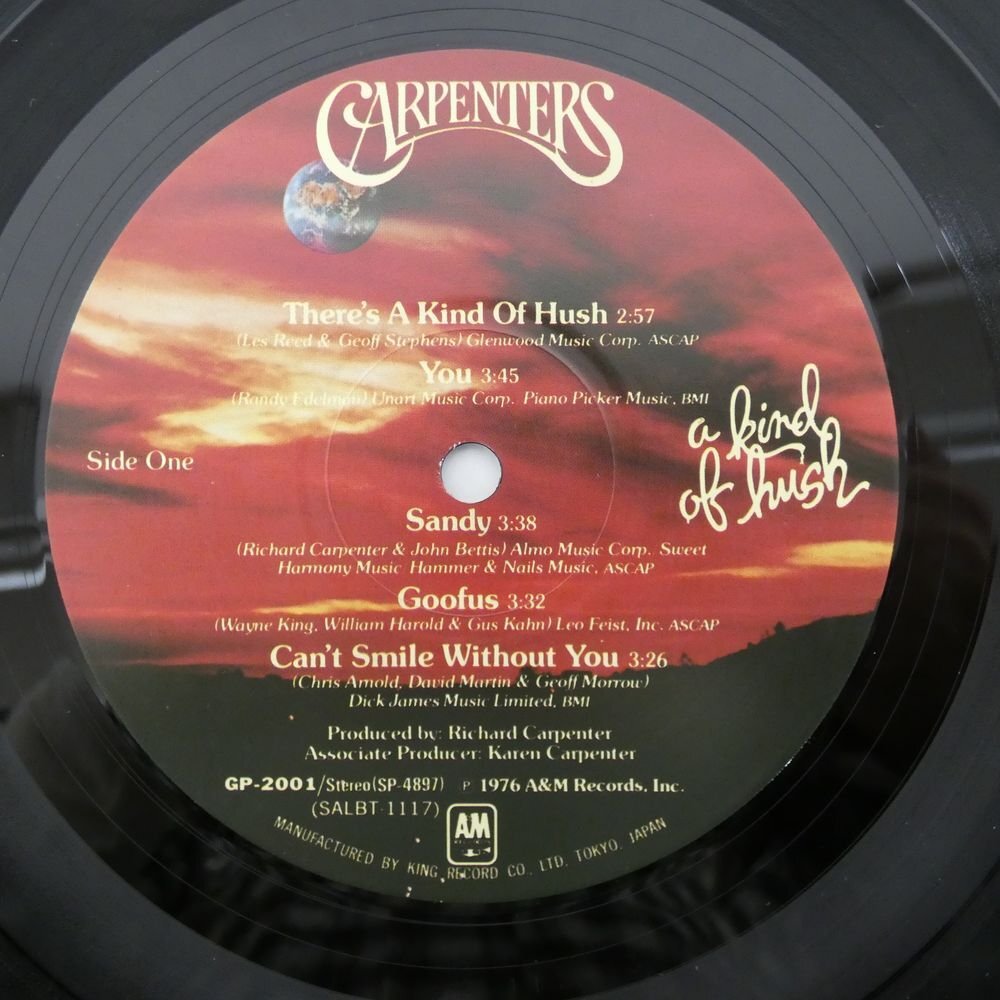 CARPENTERS
There's A Kind Of Hush 2:57
(Les Reed & Geoff Stephens) Glenwood Music Corp. ASCAP
You 3:45
(Randy Edelman) Unart Music Corp. Piano Picker Music, BMI
a kind
of hush
Side One
Sandy 3:38
(Richard Carpenter & John Bettis) Almo Music Corp. Sweet
Harmony Music Hammer & Nails Music, ASCAP
Goofus 3:32
(Wayne King, William Harold & Gus Kahn) Leo Feist, Inc. ASCAP
Can't Smile Without You 3:26
(Chris Arnold, David Martin & Geoff Morrow)
Dick James Music Limited, BMI
Produced by: Richard Carpenter
Associate Producer: Karen Carpenter
GP-2001/Stereo(SP-4897) ℗ 1976 A&M Records, Inc.
(SALBT-1117)
A&M
RECORDS
MANUFACTURED BY KING RECORD CO., LTD. TOKYO. JAPAN